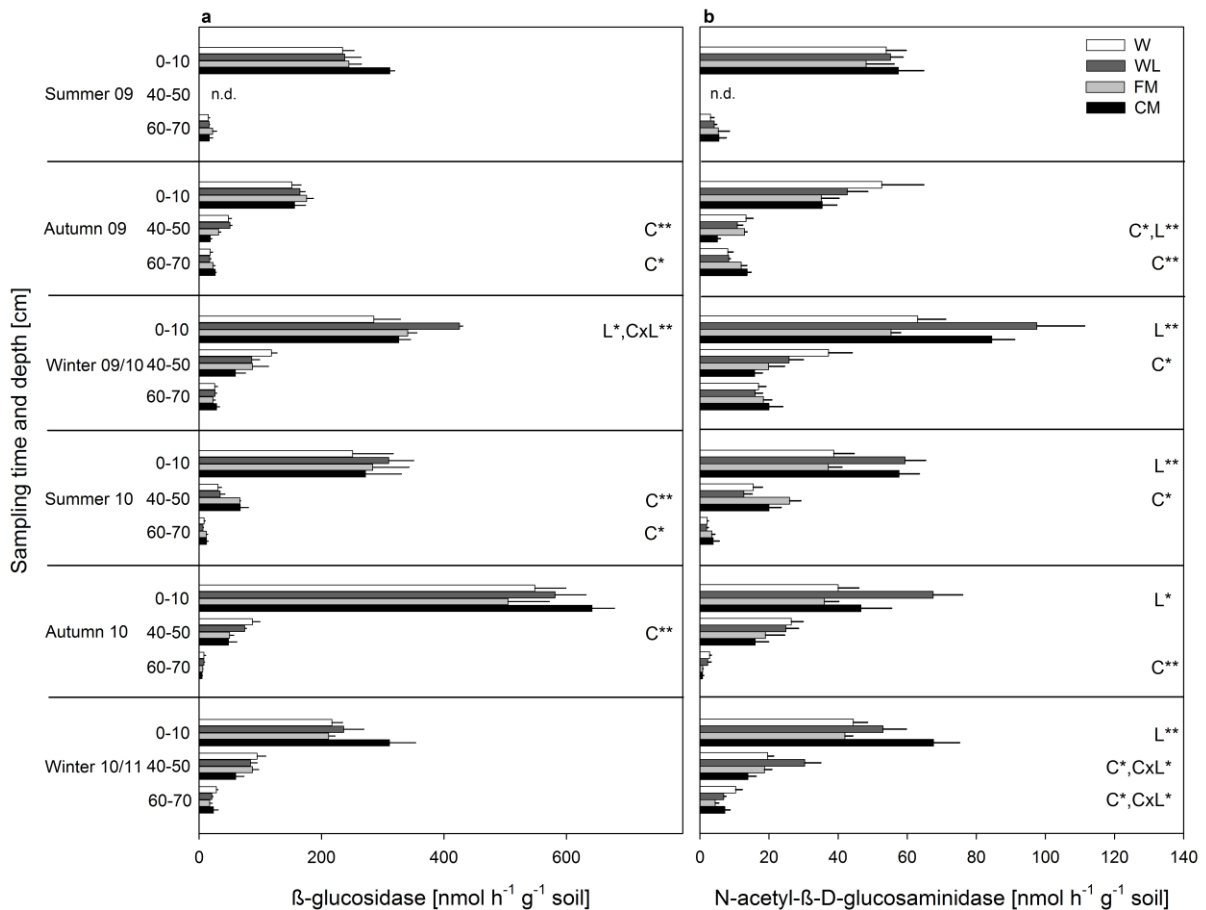 a
b
W
WL
FM
CM
0-10
Summer 09 40-50 n.d. n.d.
60-70
0-10
Autumn 09 40-50 C** C*,L**
60-70 C* C**
0-10 L*,CxL** L**
Winter 09/10 40-50 C*
60-70
0-10 L**
Summer 10 40-50 C** C*
60-70 C*
0-10 L*
Autumn 10 40-50 C**
60-70 C**
0-10 L**
Winter 10/11 40-50 C*,CxL*
60-70 C*,CxL*
Sampling time and depth [cm]
0 200 400 600
0 20 40 60 80 100 120 140
ß-glucosidase [nmol h⁻¹ g⁻¹ soil]
N-acetyl-ß-D-glucosaminidase [nmol h⁻¹ g⁻¹ soil]